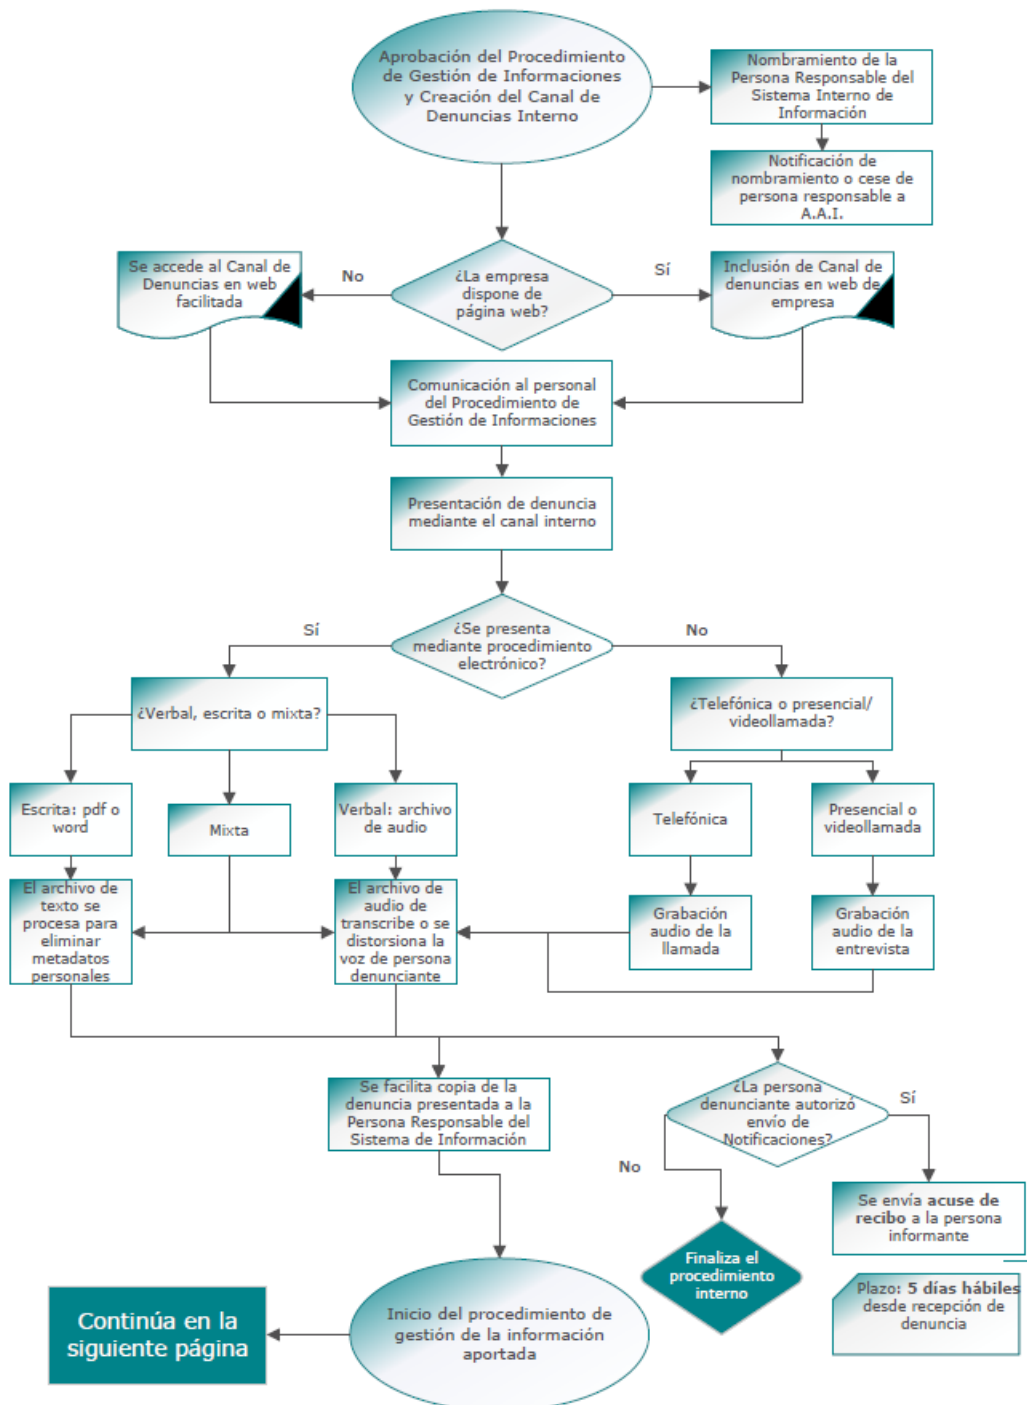 Aprobación del Procedimiento
de Gestión de Informaciones
y Creación del Canal de
Denuncias Interno
Nombramiento de la
Persona Responsable del
Sistema Interno de
Información
Notificación de
nombramiento o cese de
persona responsable a
A.A.I.
Se accede al Canal de
Denuncias en web
facilitada
No
¿La empresa
dispone de
página web?
Sí
Inclusión de Canal de
denuncias en web de
empresa
Comunicación al personal
del Procedimiento de
Gestión de Informaciones
Presentación de denuncia
mediante el canal interno
Sí
¿Se presenta
mediante procedimiento
electrónico?
No
¿Verbal, escrita o mixta?
¿Telefónica o presencial/
videollamada?
Escrita: pdf o
word
Mixta
Verbal: archivo
de audio
Telefónica
Presencial o
videollamada
El archivo de
texto se
procesa para
eliminar
metadatos
personales
El archivo de
audio de
transcribe o se
distorsiona la
voz de persona
denunciante
Grabación
audio de la
llamada
Grabación
audio de la
entrevista
Se facilita copia de la
denuncia presentada a la
Persona Responsable del
Sistema de Información
¿La persona
denunciante autorizó
envío de
Notificaciones?
Sí
No
Se envía acuse de
recibo a la persona
informante
Finaliza el
procedimiento
interno
Plazo: 5 días hábiles
desde recepción de
denuncia
Inicio del procedimiento de
gestión de la información
aportada
Continúa en la
siguiente página